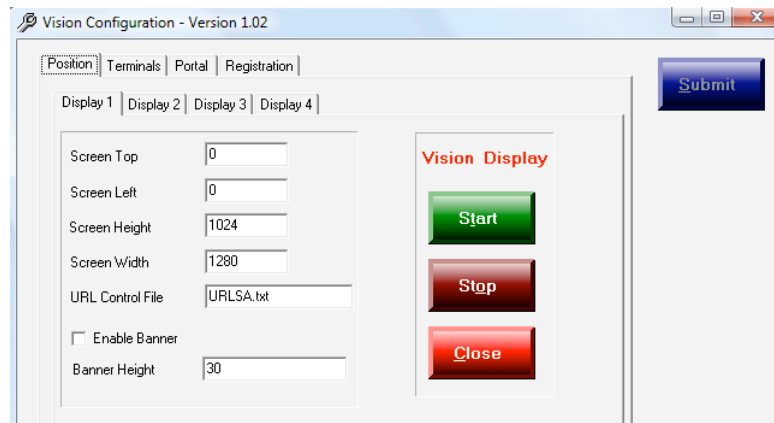 Vision Configuration - Version 1.02
Position Terminals Portal Registration
Submit
Display 1 Display 2 Display 3 Display 4
Screen Top 0
Vision Display
Screen Left 0
Start
Screen Height 1024
Screen Width 1280
Stop
URL Control File URLSA.txt
Enable Banner
Close
Banner Height 30